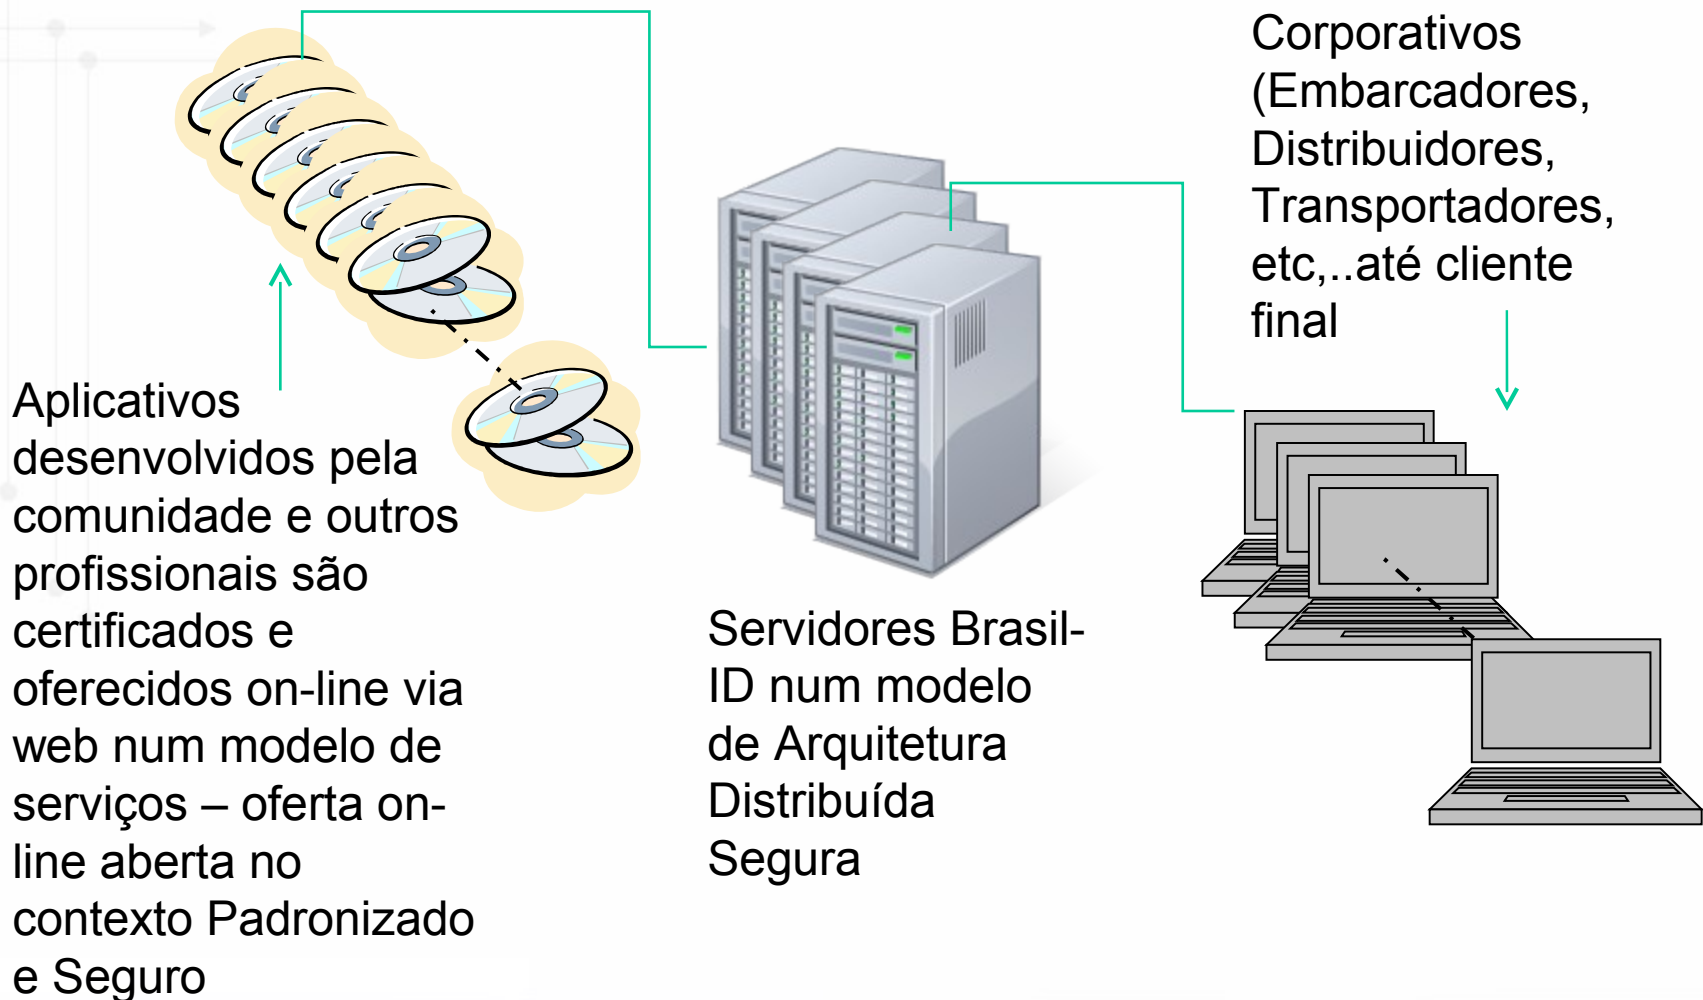 Aplicativos
desenvolvidos pela
comunidade e outros
profissionais são
certificados e
oferecidos on-line via
web num modelo de
serviços – oferta on-
line aberta no
contexto Padronizado
e Seguro
Servidores Brasil-
ID num modelo
de Arquitetura
Distribuída
Segura
Corporativos
(Embarcadores,
Distribuidores,
Transportadores,
etc,..até cliente
final